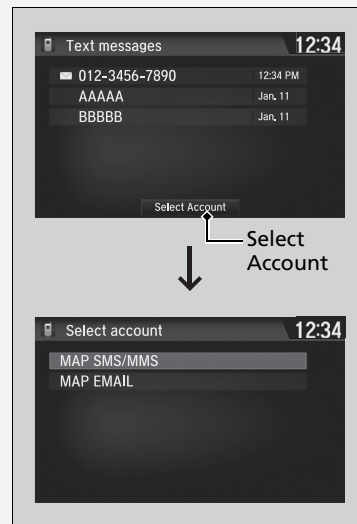 Text messages 12:34
012-3456-7890 12:34 PM
AAAAA Jan. 11
BBBBB Jan. 11
Select Account
Select
Account
Select account 12:34
MAP SMS/MMS
MAP EMAIL